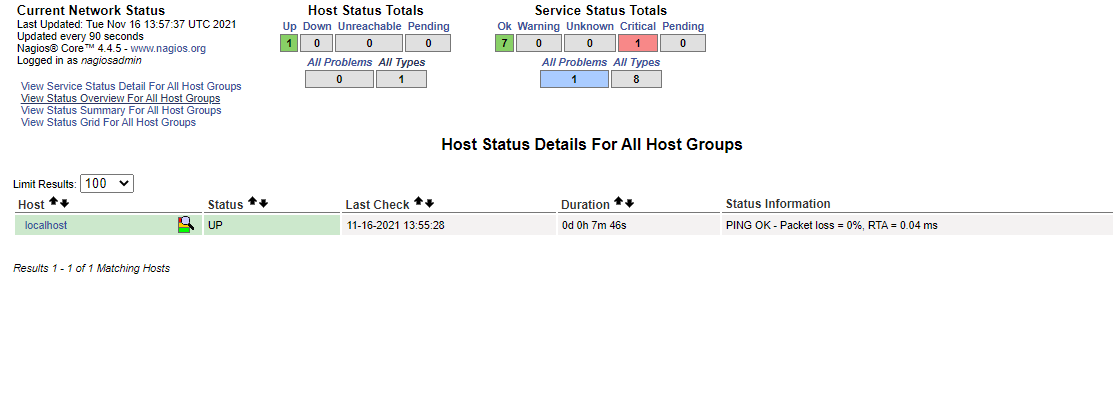 Current Network Status
Last Updated: Tue Nov 16 13:57:37 UTC 2021
Updated every 90 seconds
Nagios® Core™ 4.4.5 - www.nagios.org
Logged in as nagiosadmin
View Service Status Detail For All Host Groups
View Status Overview For All Host Groups
View Status Summary For All Host Groups
View Status Grid For All Host Groups
Host Status Totals
Up Down Unreachable Pending
1 0 0 0
All Problems All Types
0 1
Service Status Totals
Ok Warning Unknown Critical Pending
7 0 0 1 0
All Problems All Types
1 8
Host Status Details For All Host Groups
Limit Results: 100
Host Status Last Check Duration Status Information
localhost UP 11-16-2021 13:55:28 0d 0h 7m 46s PING OK - Packet loss = 0%, RTA = 0.04 ms
Results 1 - 1 of 1 Matching Hosts